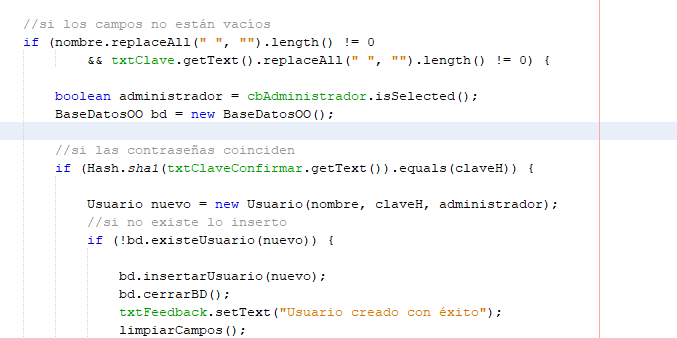 //si los campos no están vacíos
if (nombre.replaceAll(" ", "").length() != 0
&& txtClave.getText().replaceAll(" ", "").length() != 0) {
boolean administrador = cbAdministrador.isSelected();
BaseDatosOO bd = new BaseDatosOO();
//si las contraseñas coinciden
if (Hash.sha1(txtClaveConfirmar.getText()).equals(claveH)) {
Usuario nuevo = new Usuario(nombre, claveH, administrador);
//si no existe lo inserto
if (!bd.existeUsuario(nuevo)) {
bd.insertarUsuario(nuevo);
bd.cerrarBD();
txtFeedback.setText("Usuario creado con éxito");
limpiarCampos();